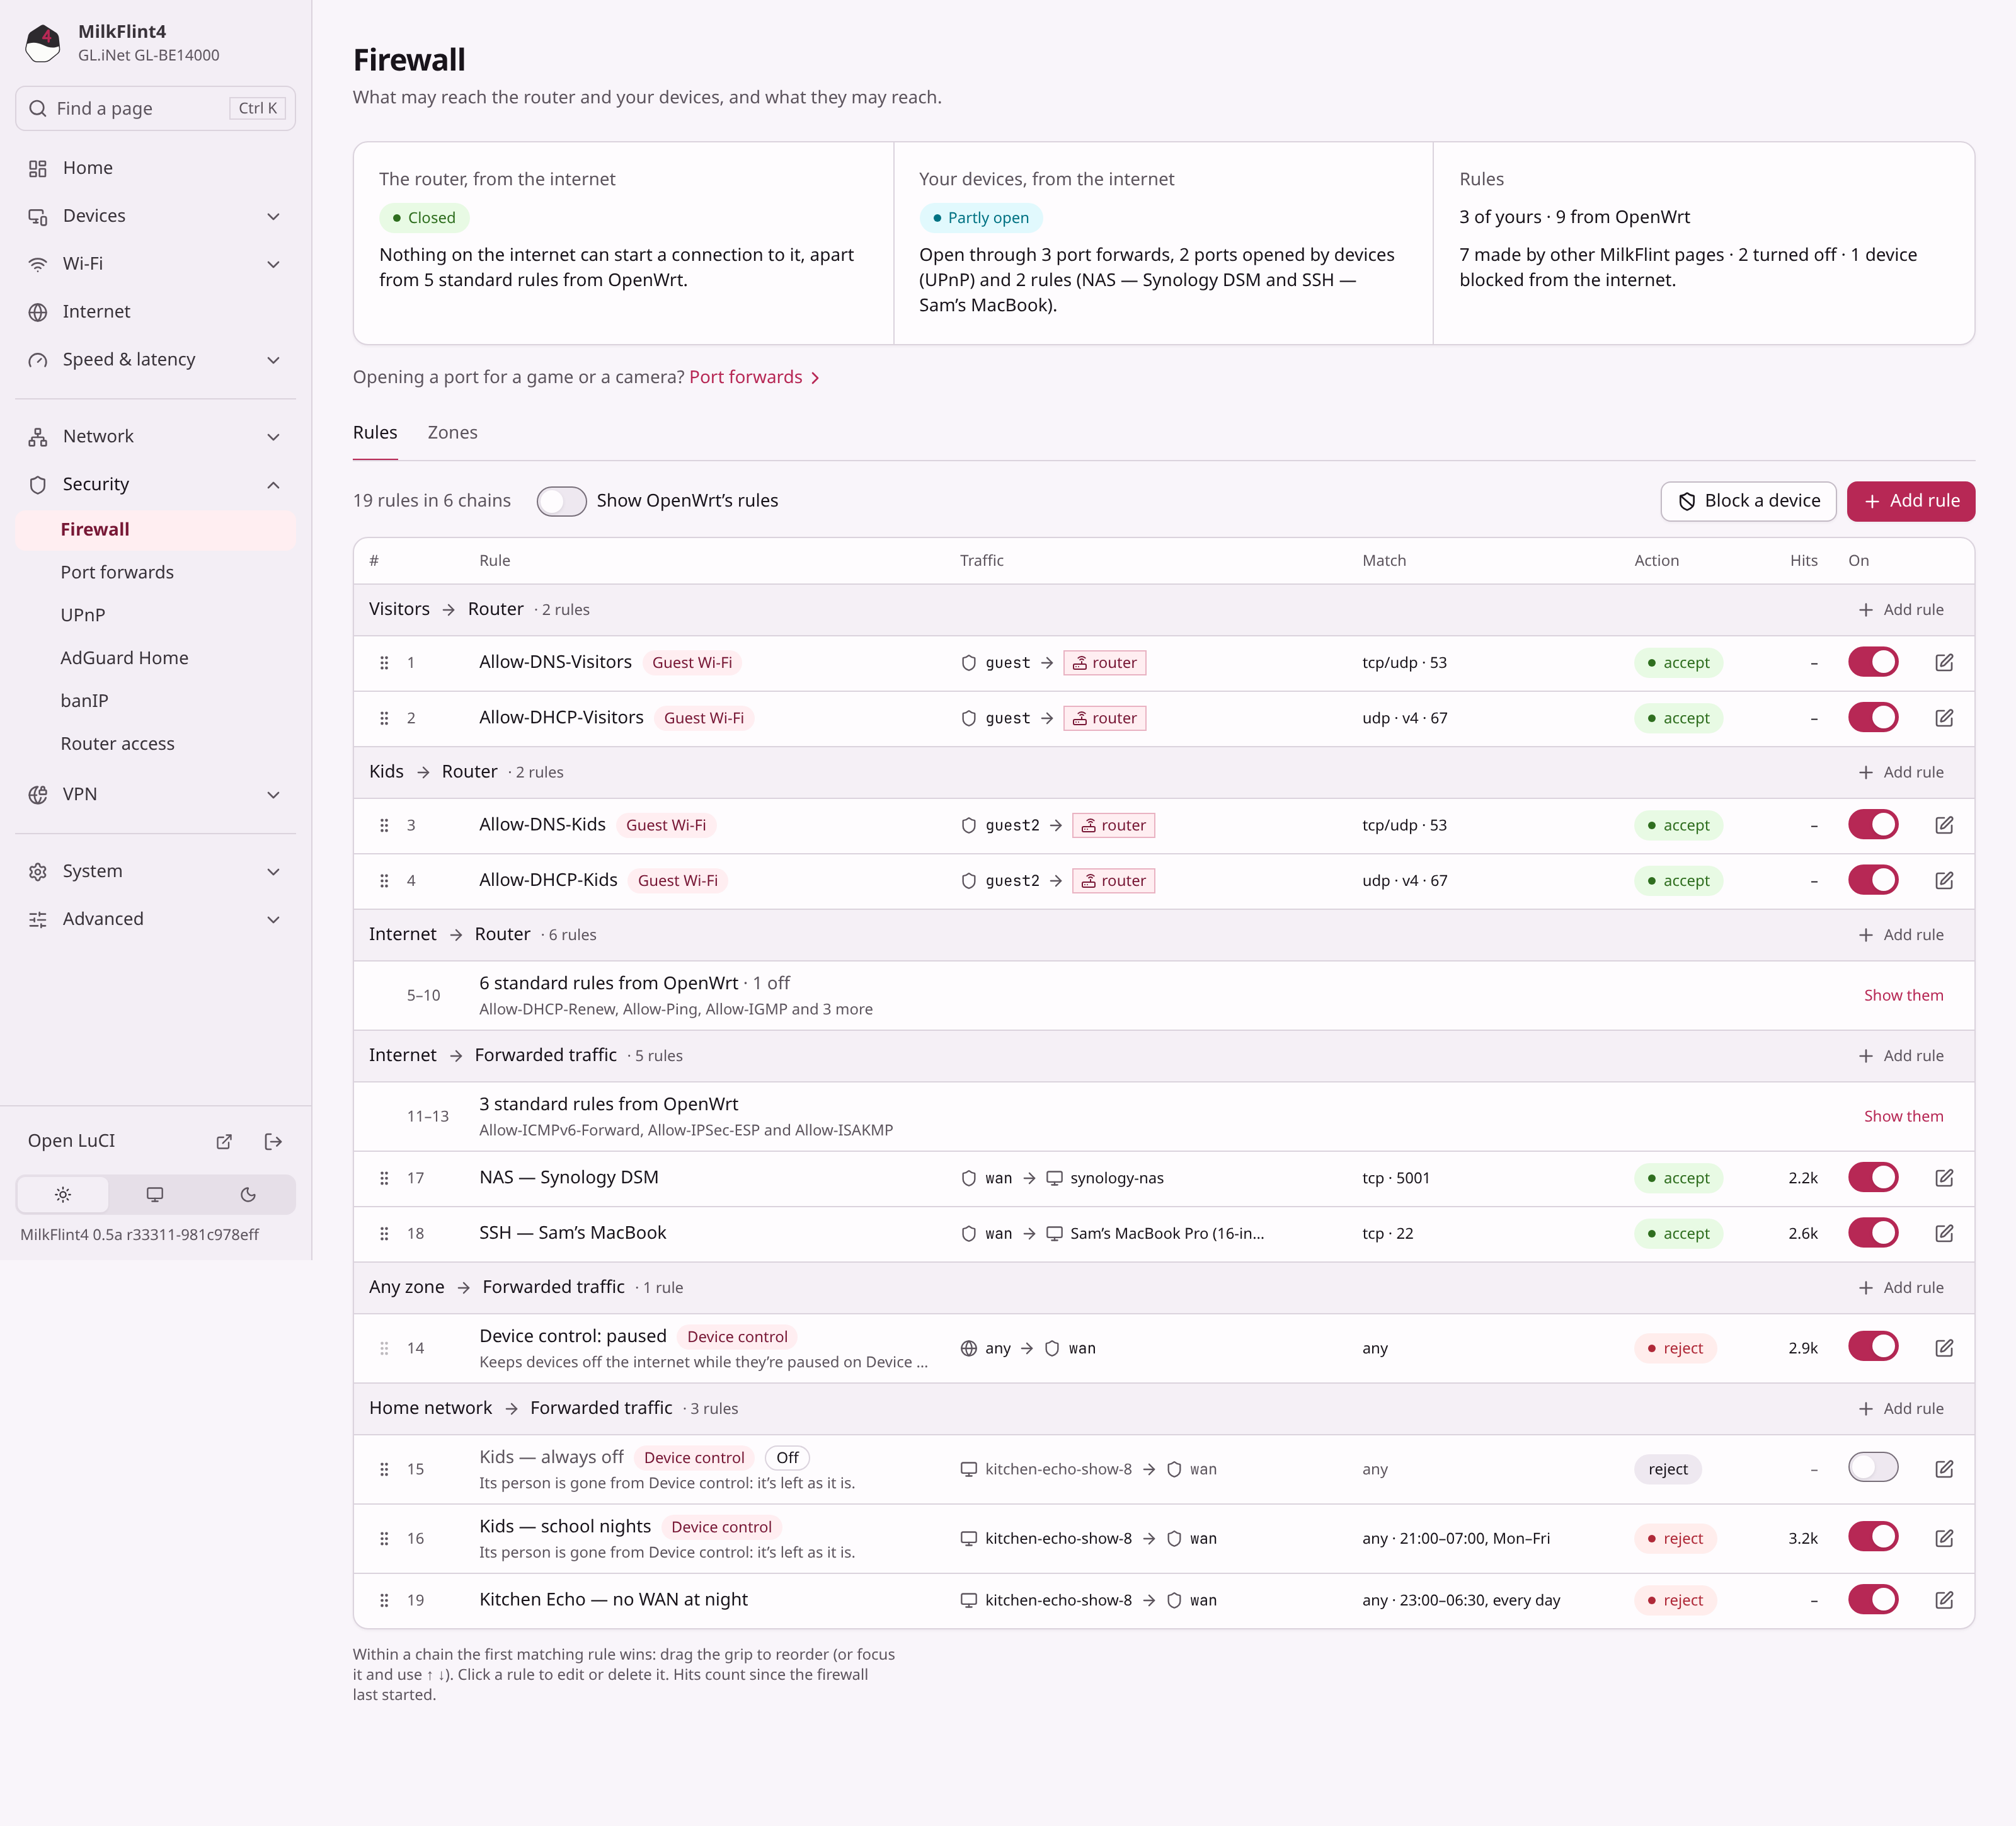 MilkFlint4
GL.iNet GL-BE14000
Find a page
Ctrl K
Home
Devices
Wi-Fi
Internet
Speed & latency
Network
Security
Firewall
Port forwards
UPnP
AdGuard Home
banIP
Router access
VPN
System
Advanced
Open LuCI
MilkFlint4 0.5a r33311-981c978eff
Firewall
What may reach the router and your devices, and what they may reach.
The router, from the internet
Closed
Nothing on the internet can start a connection to it, apart
from 5 standard rules from OpenWrt.
Your devices, from the internet
Partly open
Open through 3 port forwards, 2 ports opened by devices
(UPnP) and 2 rules (NAS — Synology DSM and SSH —
Sam’s MacBook).
Rules
3 of yours · 9 from OpenWrt
7 made by other MilkFlint pages · 2 turned off · 1 device
blocked from the internet.
Opening a port for a game or a camera? Port forwards
Rules Zones
19 rules in 6 chains Show OpenWrt’s rules Block a device + Add rule
# Rule Traffic Match Action Hits On
Visitors → Router · 2 rules + Add rule
1 Allow-DNS-Visitors Guest Wi-Fi guest → router tcp/udp · 53 accept –
2 Allow-DHCP-Visitors Guest Wi-Fi guest → router udp · v4 · 67 accept –
Kids → Router · 2 rules + Add rule
3 Allow-DNS-Kids Guest Wi-Fi guest2 → router tcp/udp · 53 accept –
4 Allow-DHCP-Kids Guest Wi-Fi guest2 → router udp · v4 · 67 accept –
Internet → Router · 6 rules + Add rule
5–10 6 standard rules from OpenWrt · 1 off Show them
Allow-DHCP-Renew, Allow-Ping, Allow-IGMP and 3 more
Internet → Forwarded traffic · 5 rules + Add rule
11–13 3 standard rules from OpenWrt Show them
Allow-ICMPv6-Forward, Allow-IPSec-ESP and Allow-ISAKMP
17 NAS — Synology DSM wan → synology-nas tcp · 5001 accept 2.2k
18 SSH — Sam’s MacBook wan → Sam’s MacBook Pro (16-in… tcp · 22 accept 2.6k
Any zone → Forwarded traffic · 1 rule + Add rule
14 Device control: paused Device control any → wan any reject 2.9k
Keeps devices off the internet while they’re paused on Device …
Home network → Forwarded traffic · 3 rules + Add rule
15 Kids — always off Device control Off kitchen-echo-show-8 → wan any reject –
Its person is gone from Device control: it’s left as it is.
16 Kids — school nights Device control kitchen-echo-show-8 → wan any · 21:00–07:00, Mon–Fri reject 3.2k
Its person is gone from Device control: it’s left as it is.
19 Kitchen Echo — no WAN at night kitchen-echo-show-8 → wan any · 23:00–06:30, every day reject –
Within a chain the first matching rule wins: drag the grip to reorder (or focus
it and use ↑ ↓). Click a rule to edit or delete it. Hits count since the firewall
last started.